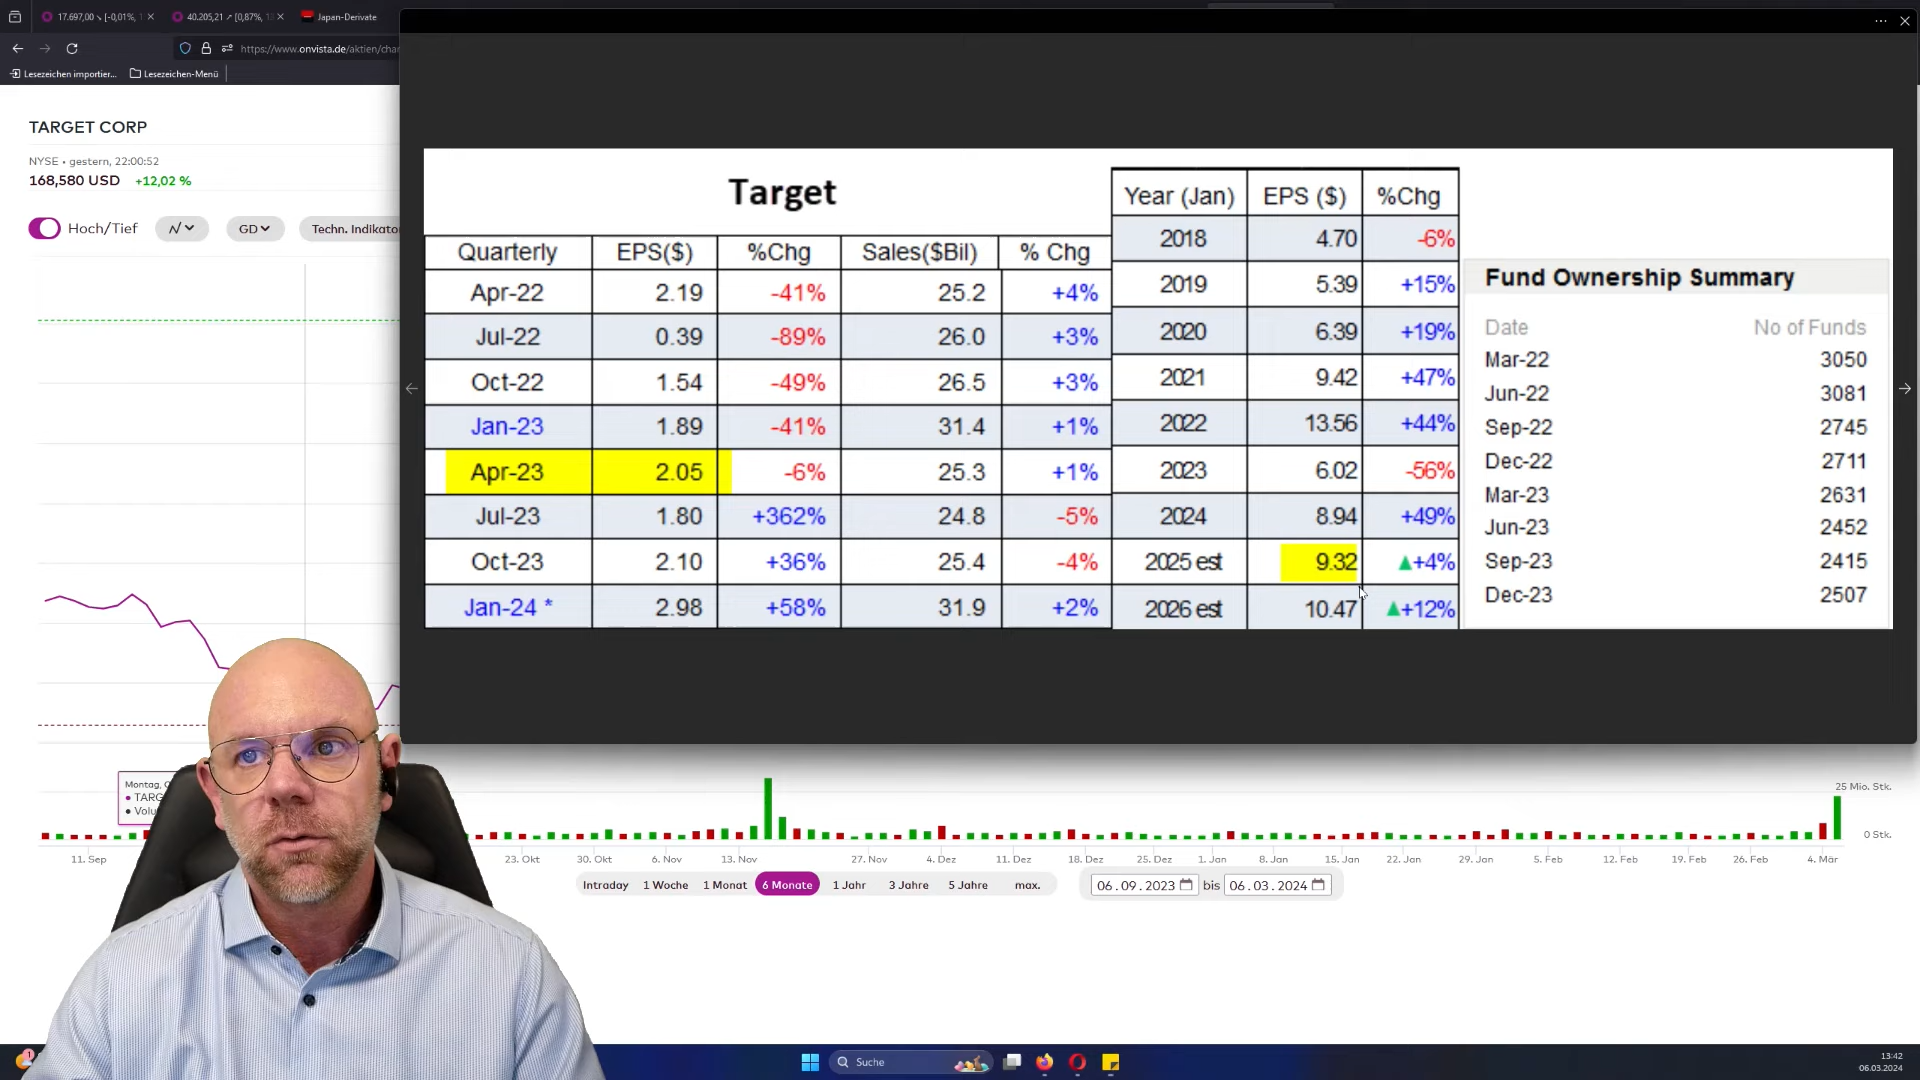 17.697,00 ↘ [-0,01%, 1
40.205,21 ↗ [0,87%, 1
Japan-Derivate
https://www.onvista.de/aktien/char
Lesezeichen importier...
Lesezeichen-Menü
TARGET CORP
NYSE • gestern, 22:00:52
168,580 USD +12,02 %
Hoch/Tief
GD
Techn. Indikato
Target
Quarterly EPS($) %Chg Sales($Bil) % Chg
Apr-22 2.19 -41% 25.2 +4%
Jul-22 0.39 -89% 26.0 +3%
Oct-22 1.54 -49% 26.5 +3%
Jan-23 1.89 -41% 31.4 +1%
Apr-23 2.05 -6% 25.3 +1%
Jul-23 1.80 +362% 24.8 -5%
Oct-23 2.10 +36% 25.4 -4%
Jan-24 * 2.98 +58% 31.9 +2%
Year (Jan) EPS ($) %Chg
2018 4.70 -6%
2019 5.39 +15%
2020 6.39 +19%
2021 9.42 +47%
2022 13.56 +44%
2023 6.02 -56%
2024 8.94 +49%
2025 est 9.32 ▲+4%
2026 est 10.47 ▲+12%
Fund Ownership Summary
Date No of Funds
Mar-22 3050
Jun-22 3081
Sep-22 2745
Dec-22 2711
Mar-23 2631
Jun-23 2452
Sep-23 2415
Dec-23 2507
Montag,
• TARG
• Volu
25 Mio. Stk.
0 Stk.
11. Sep 23. Okt 30. Okt 6. Nov 13. Nov 27. Nov 4. Dez 11. Dez 18. Dez 25. Dez 1. Jan 8. Jan 15. Jan 22. Jan 29. Jan 5. Feb 12. Feb 19. Feb 26. Feb 4. Mär
Intraday 1 Woche 1 Monat 6 Monate 1 Jahr 3 Jahre 5 Jahre max.
06.09.2023 bis 06.03.2024
1
Suche
13:42
06.03.2024